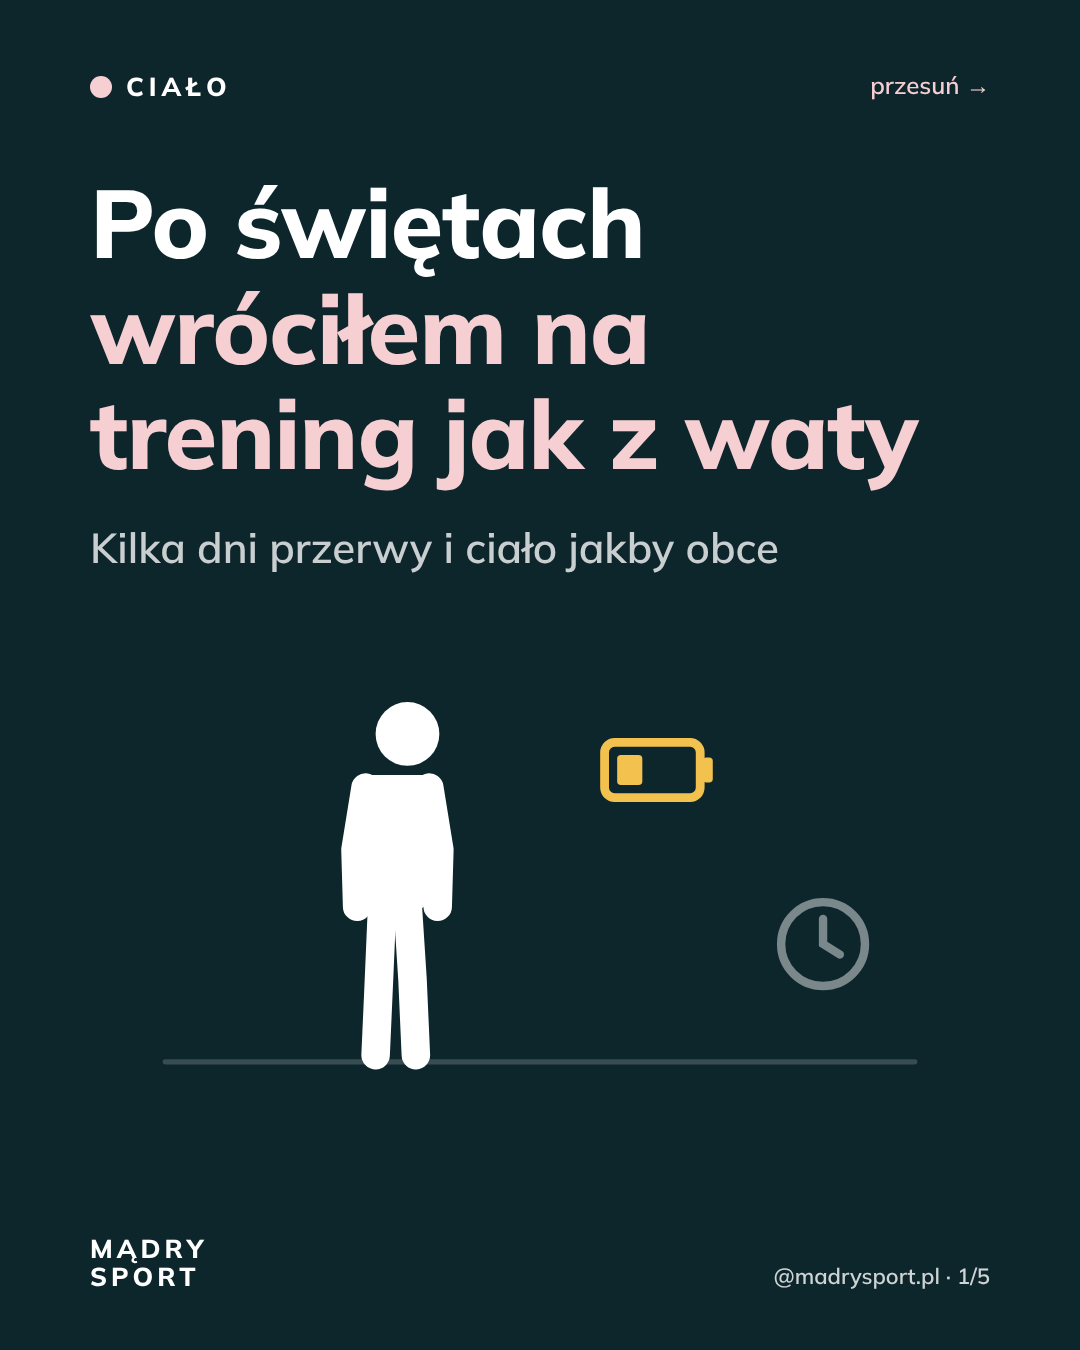 CIAŁO
przesuń →
Po świętach
wróciłem na
trening jak z waty
Kilka dni przerwy i ciało jakby obce
MĄDRY
SPORT
@madrysport.pl · 1/5